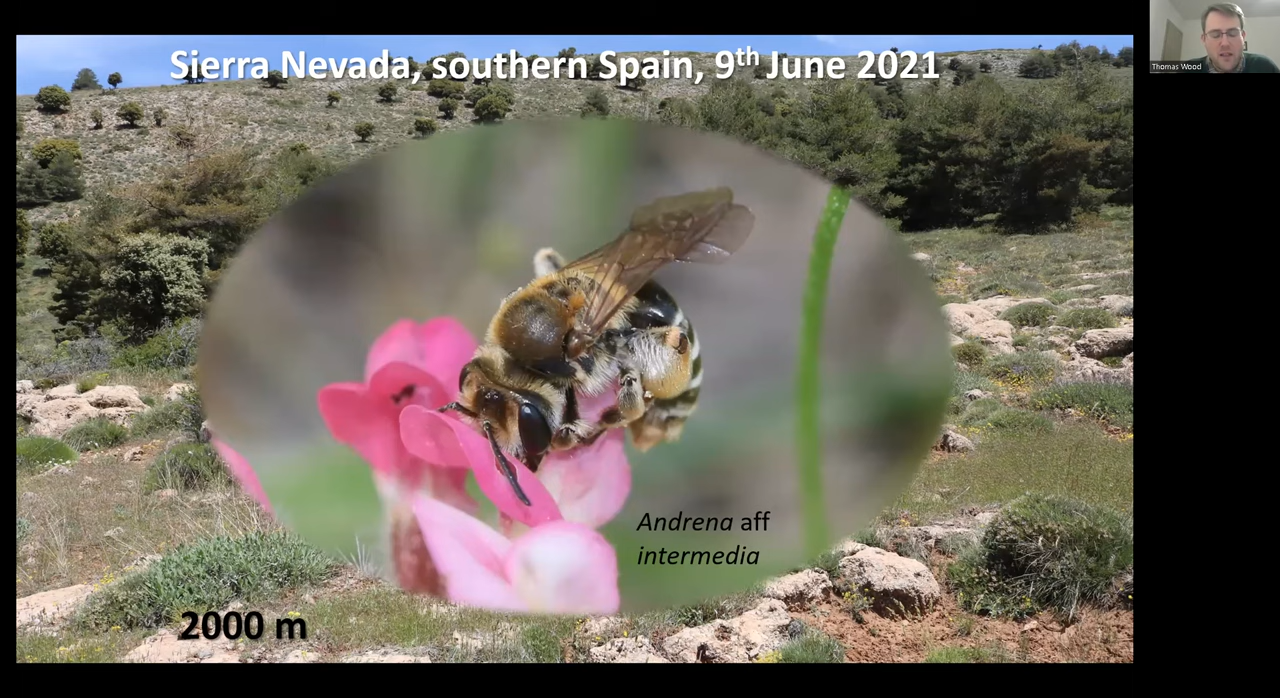 Sierra Nevada, southern Spain, 9th June 2021
Thomas Wood
Andrena aff
intermedia
2000 m